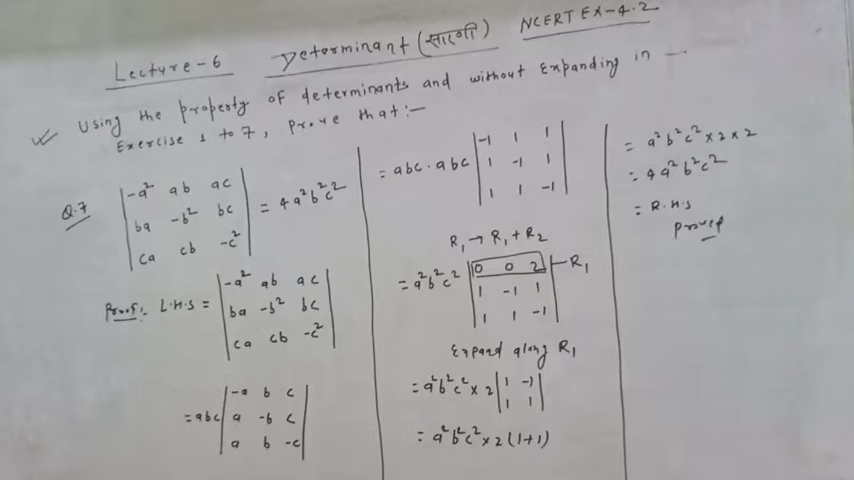 Lecture-6 Determinant (सारणी) NCERT EX-4.2
Using the property of determinants and without Expanding in —
Exercise 1 to 7, prove that:—
Q.7 | -a² ab ac |
| ba -b² bc | = 4a²b²c²
| ca cb -c² |
Proof:- L.H.S = | -a² ab ac |
| ba -b² bc |
| ca cb -c² |
= abc | -a b c |
| a -b c |
| a b -c |
= abc . abc | -1 1 1 |
| 1 -1 1 |
| 1 1 -1 |
R₁ → R₁ + R₂
= a²b²c² | 0 0 2 | — R₁
| 1 -1 1 |
| 1 1 -1 |
Expand along R₁
= a²b²c² × 2 | 1 -1 |
| 1 1 |
= a²b²c² × 2 (1+1)
= a²b²c² × 2 × 2
= 4a²b²c²
= R.H.S
Proved